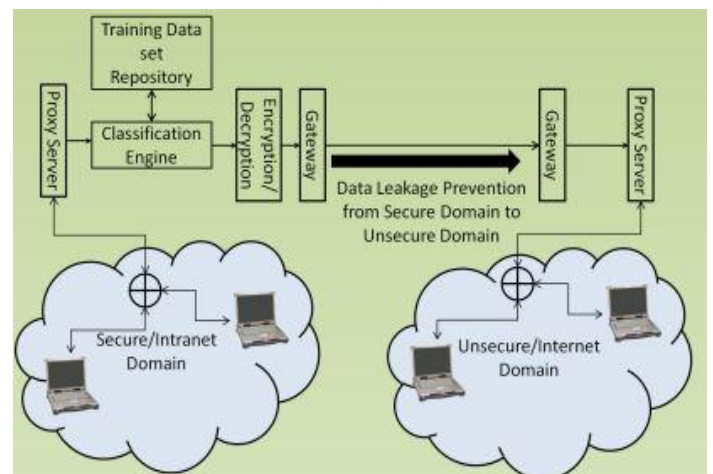 Training Data
set
Repository
Proxy Server
Classification
Engine
Encryption/
Decryption
Gateway
Gateway
Proxy Server
Data Leakage Prevention
from Secure Domain to
Unsecure Domain
Secure/Intranet
Domain
Unsecure/Internet
Domain